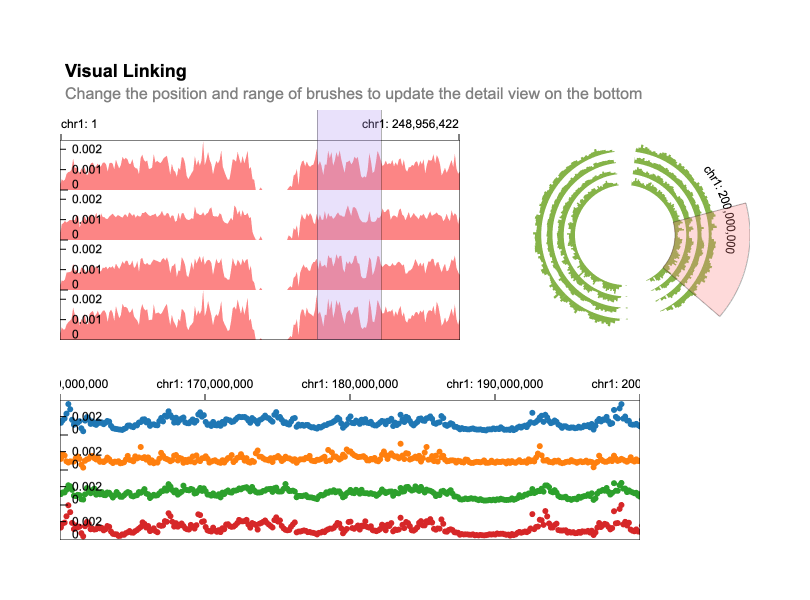 Visual Linking
Change the position and range of brushes to update the detail view on the bottom
chr1: 1
chr1: 248,956,422
0.002
0.001
0
0.002
0.001
0
0.002
0.001
0
0.002
0.001
0
chr1: 200,000,000
0,000,000
chr1: 170,000,000
chr1: 180,000,000
chr1: 190,000,000
chr1: 200
0.002
0
0.002
0
0.002
0
0.002
0